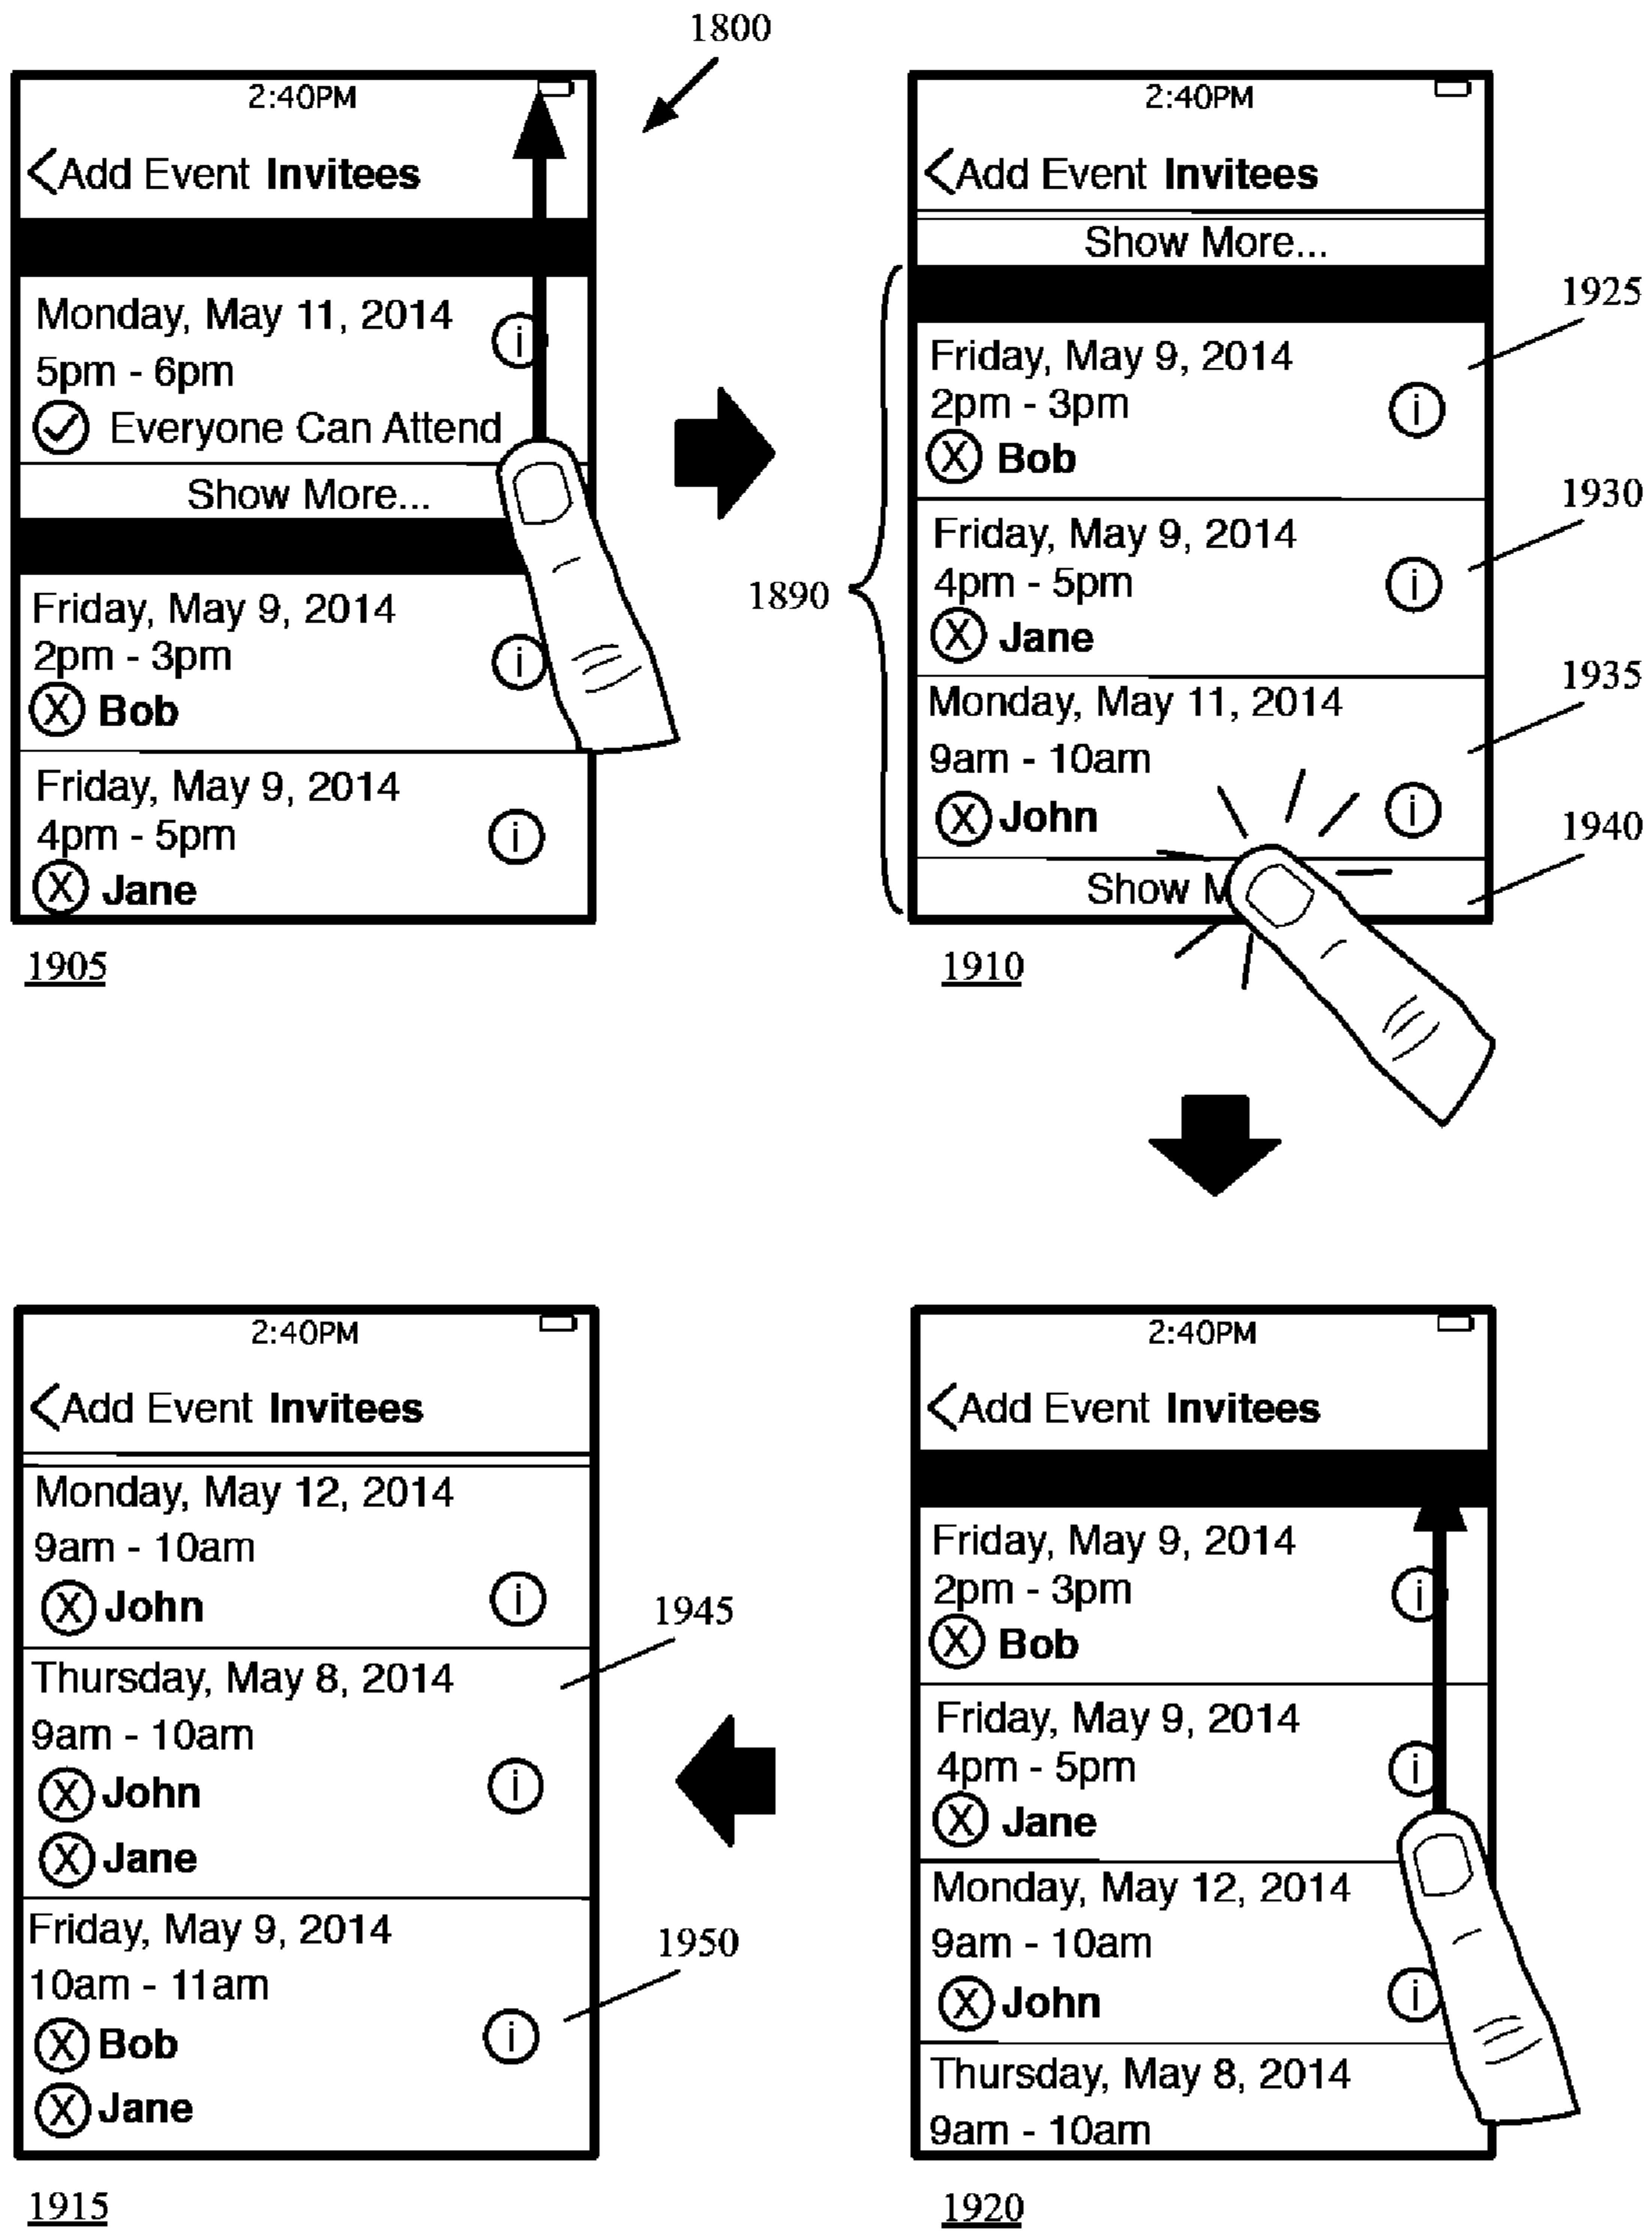 1800
2:40PM
Add Event Invitees
Monday, May 11, 2014
5pm - 6pm
i
Everyone Can Attend
Show More...
Friday, May 9, 2014
2pm - 3pm
i
X Bob
Friday, May 9, 2014
4pm - 5pm
i
X Jane
1905
2:40PM
Add Event Invitees
Show More...
1925
Friday, May 9, 2014
2pm - 3pm
i
X Bob
1930
Friday, May 9, 2014
4pm - 5pm
i
1890
X Jane
1935
Monday, May 11, 2014
9am - 10am
i
X John
1940
Show M
1910
2:40PM
Add Event Invitees
Monday, May 12, 2014
9am - 10am
i
X John
1945
Thursday, May 8, 2014
9am - 10am
i
X John
X Jane
1950
Friday, May 9, 2014
10am - 11am
i
X Bob
X Jane
1915
2:40PM
Add Event Invitees
Friday, May 9, 2014
2pm - 3pm
i
X Bob
Friday, May 9, 2014
4pm - 5pm
i
X Jane
Monday, May 12, 2014
9am - 10am
i
X John
Thursday, May 8, 2014
9am - 10am
1920